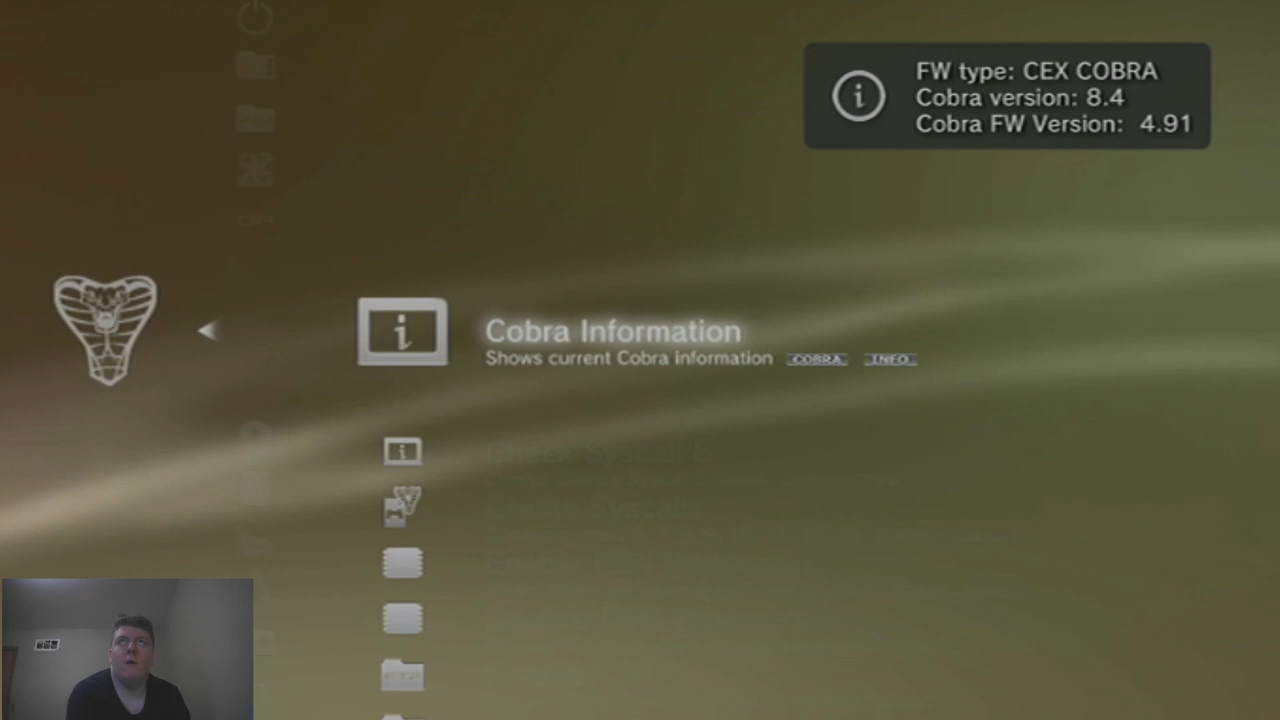 FW type: CEX COBRA
Cobra version: 8.4
Cobra FW Version: 4.91
Cobra Information
Shows current Cobra information COBRA INFO